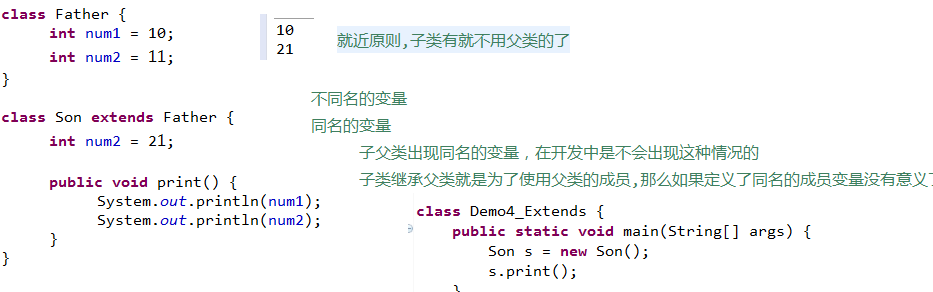 class Father {
int num1 = 10;
int num2 = 11;
}
class Son extends Father {
int num2 = 21;
public void print() {
System.out.println(num1);
System.out.println(num2);
}
}
10
21
就近原则,子类有就不用父类的了
不同名的变量
同名的变量
子父类出现同名的变量，在开发中是不会出现这种情况的
子类继承父类就是为了使用父类的成员,那么如果定义了同名的成员变量没有意义了
class Demo4_Extends {
public static void main(String[] args) {
Son s = new Son();
s.print();
}